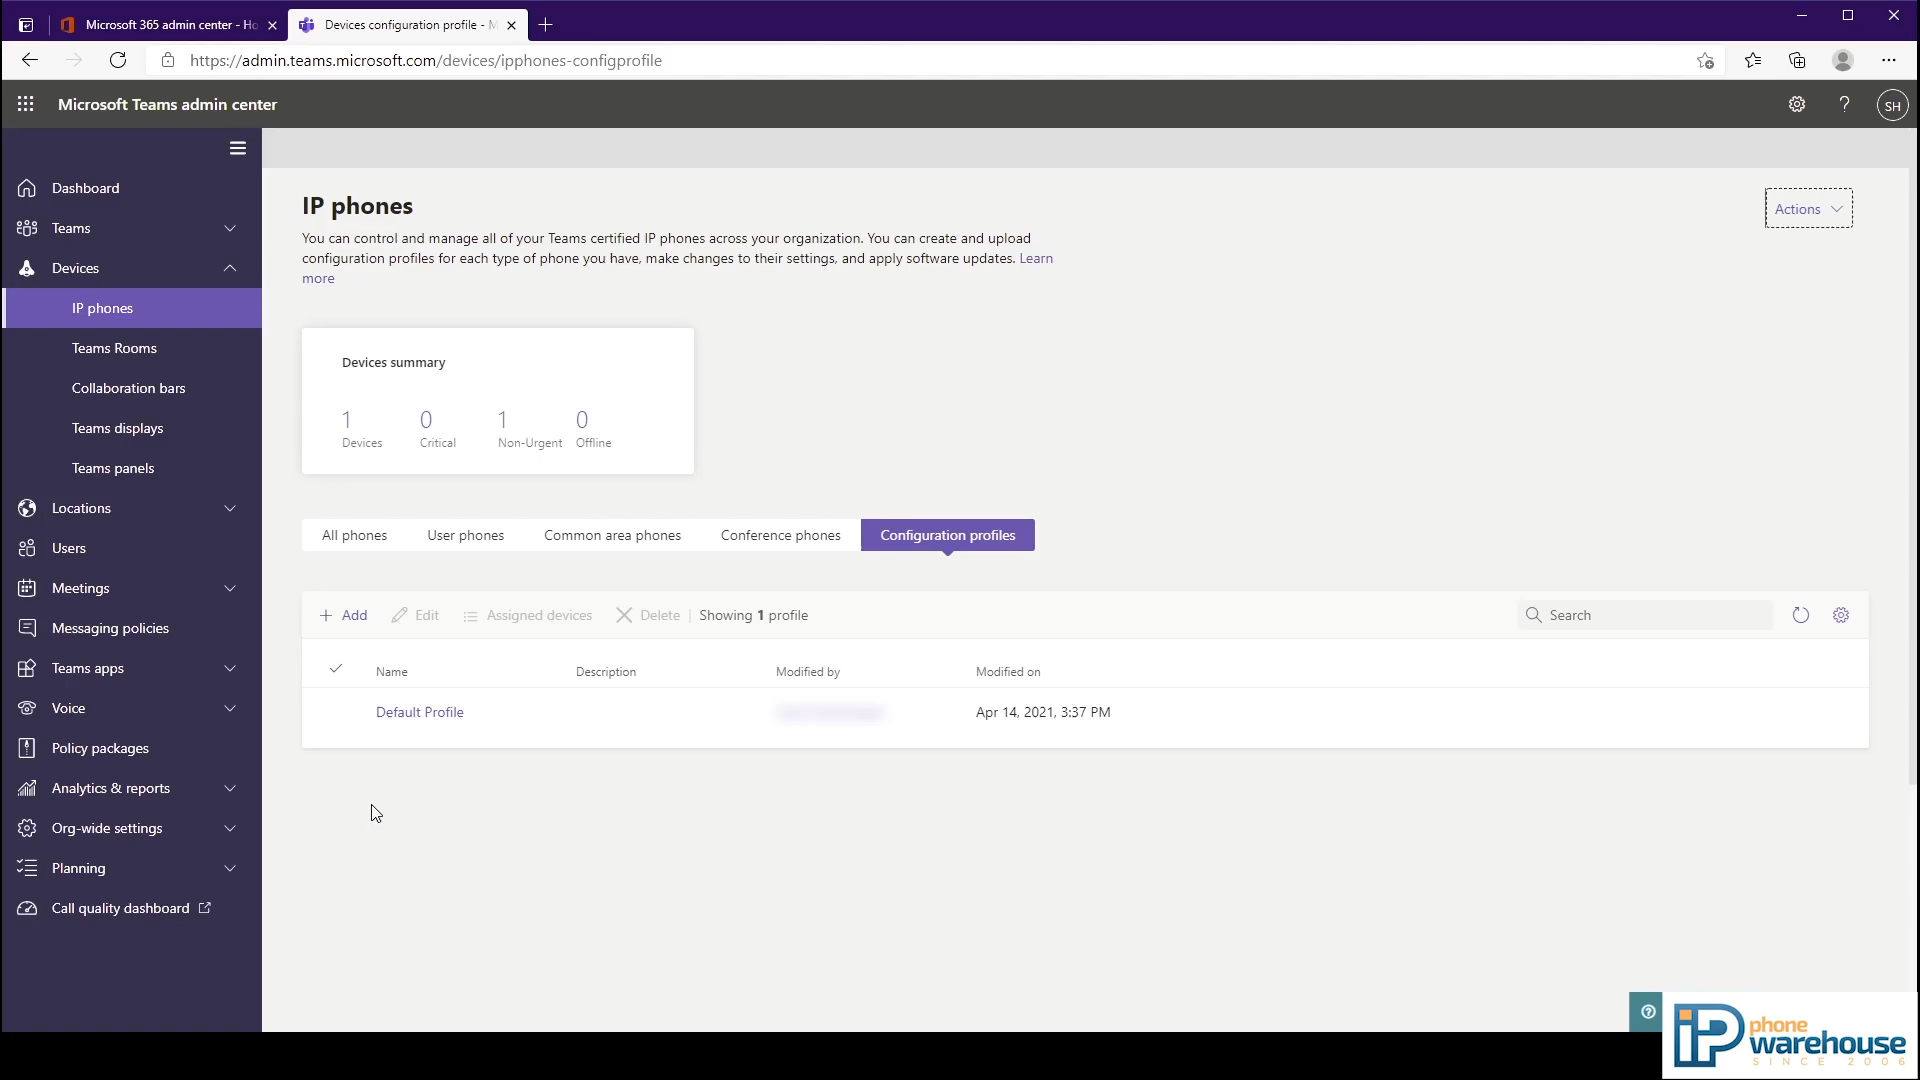 Microsoft 365 admin center - Ho
Devices configuration profile - M
https://admin.teams.microsoft.com/devices/ipphones-configprofile
Microsoft Teams admin center
SH
Dashboard
Teams
Devices
IP phones
Teams Rooms
Collaboration bars
Teams displays
Teams panels
Locations
Users
Meetings
Messaging policies
Teams apps
Voice
Policy packages
Analytics & reports
Org-wide settings
Planning
Call quality dashboard
IP phones
Actions
You can control and manage all of your Teams certified IP phones across your organization. You can create and upload
configuration profiles for each type of phone you have, make changes to their settings, and apply software updates. Learn
more
Devices summary
1 0 1 0
Devices Critical Non-Urgent Offline
All phones User phones Common area phones Conference phones Configuration profiles
Add Edit Assigned devices Delete Showing 1 profile Search
Name Description Modified by Modified on
Default Profile Apr 14, 2021, 3:37 PM
iP phone
warehouse
SINCE 2006